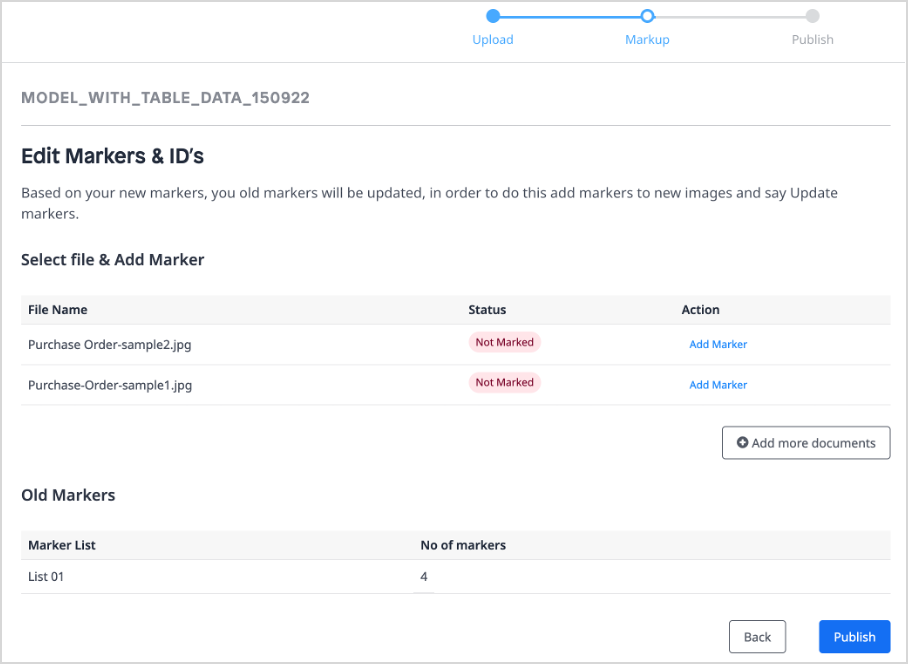 Upload Markup Publish
MODEL_WITH_TABLE_DATA_150922
Edit Markers & ID's
Based on your new markers, you old markers will be updated, in order to do this add markers to new images and say Update
markers.
Select file & Add Marker
File Name Status Action
Purchase Order-sample2.jpg Not Marked Add Marker
Purchase-Order-sample1.jpg Not Marked Add Marker
Add more documents
Old Markers
Marker List No of markers
List 01 4
Back Publish